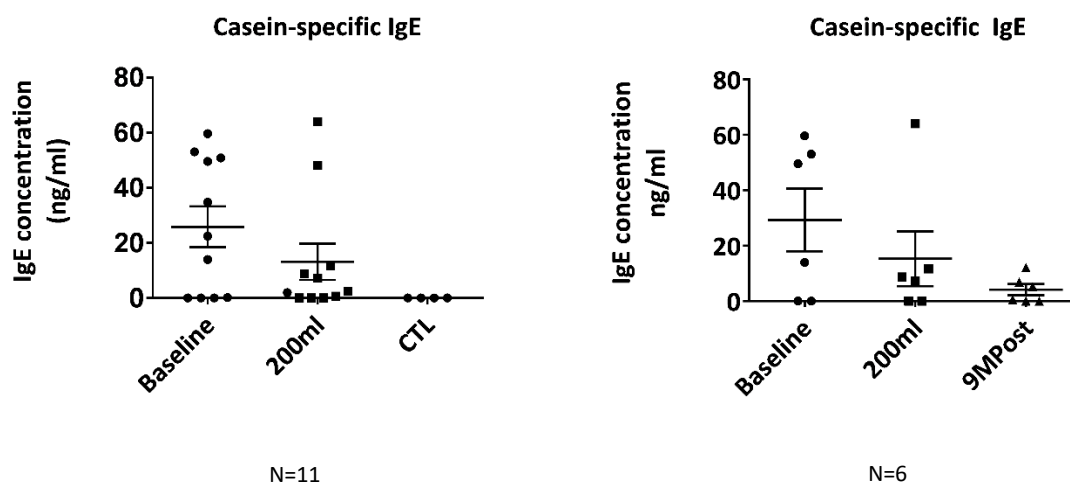 Casein-specific IgE
IgE concentration
(ng/ml)
80
60
40
20
0
Baseline
200ml
CTL
N=11
Casein-specific IgE
IgE concentration
ng/ml
80
60
40
20
0
Baseline
200ml
9MPost
N=6